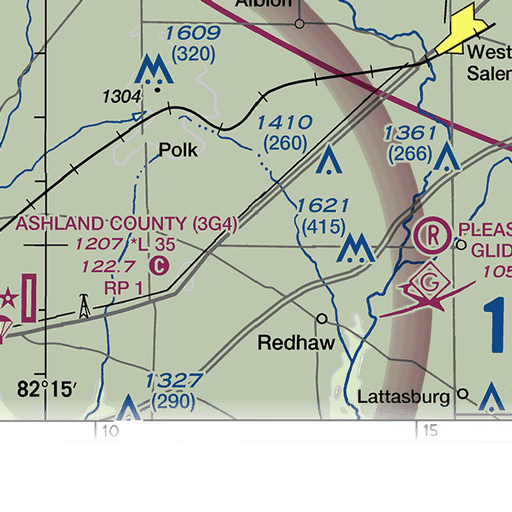 Albion
1609
(320)
West
Salem
1304
1410
(260)
1361
(266)
Polk
1621
(415)
ASHLAND COUNTY (3G4)
1207 *L 35
122.7 C
RP 1
R
PLEAS
GLID
105
G
1
Redhaw
82°15′
1327
(290)
Lattasburg
10
15